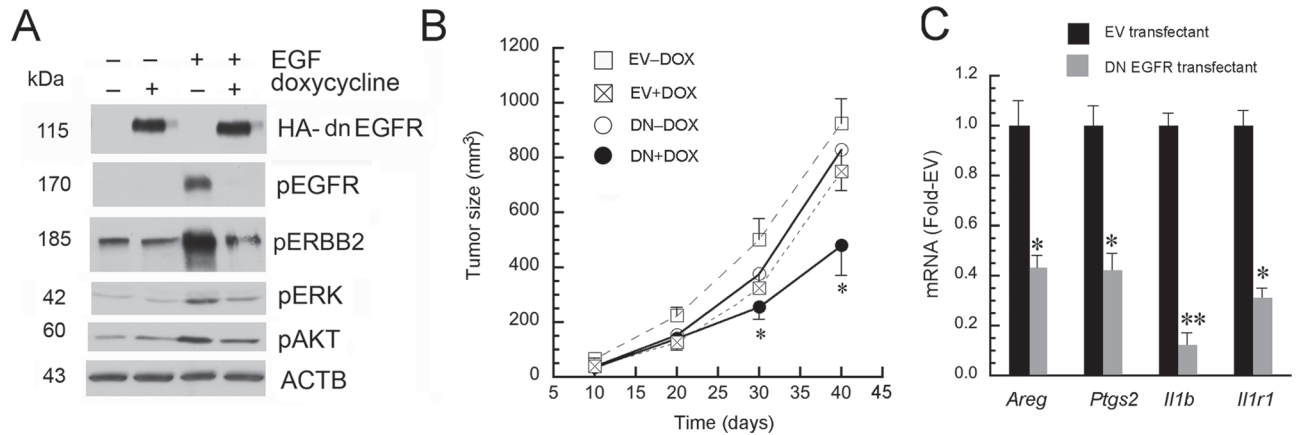 A
− − + + EGF
− + − + doxycycline
kDa
115 HA-dnEGFR
170 pEGFR
185 pERBB2
42 pERK
60 pAKT
43 ACTB
B
1200
1000
800
600
400
200
0
Tumor size (mm³)
EV−DOX
EV+DOX
DN−DOX
DN+DOX
*
*
5 10 15 20 25 30 35 40 45
Time (days)
C
EV transfectant
DN EGFR transfectant
1.2
1.0
0.8
0.6
0.4
0.2
0.0
mRNA (Fold-EV)
*
*
**
*
Areg Ptgs2 Il1b Il1r1